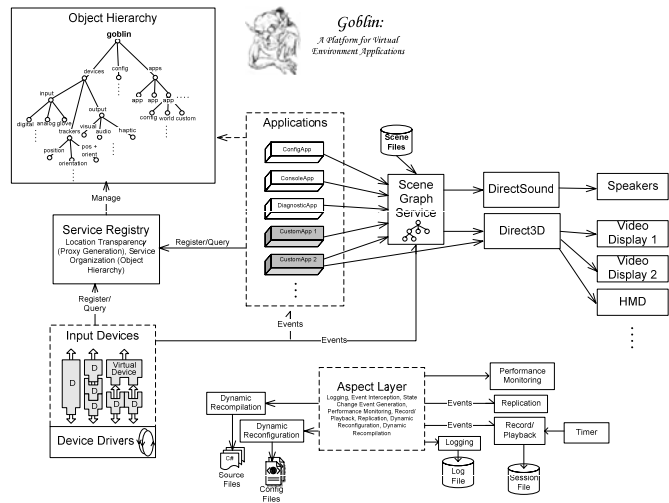 Object Hierarchy
goblin
devices
config
apps
input
output
app app app
digital analog glove
trackers
visual
audio
haptic
config world custom
position
pos +
orient
orientation
Goblin:
A Platform for Virtual
Environment Applications
Applications
ConfigApp
ConsoleApp
DiagnosticApp
CustomApp 1
CustomApp 2
Scene
Files
Scene
Graph
Service
DirectSound
Speakers
Direct3D
Video
Display 1
Video
Display 2
HMD
Manage
Service Registry
Location Transparency
(Proxy Generation), Service
Organization (Object
Hierarchy)
Register/Query
Register/
Query
Events
Events
Input Devices
D
D
D
D
Virtual
Device
D
D
Device Drivers
Aspect Layer
Logging, Event Interception, State
Change Event Generation,
Performance Monitoring, Record/
Playback, Replication, Dynamic
Reconfiguration, Dynamic
Recompilation
Dynamic
Recompilation
Dynamic
Reconfiguration
C#
Source
Files
Config
Files
Performance
Monitoring
Events
Replication
Events
Record/
Playback
Timer
Logging
Log
File
Session
File